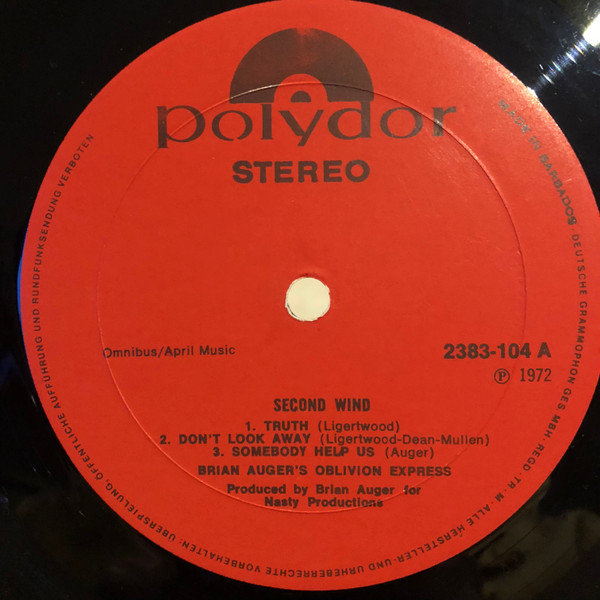 polydor
STEREO
Omnibus/April Music
2383-104 A
Ⓟ 1972
SECOND WIND
1. TRUTH (Ligertwood)
2. DON'T LOOK AWAY (Ligertwood-Dean-Mullen)
3. SOMEBODY HELP US (Auger)
BRIAN AUGER'S OBLIVION EXPRESS
Produced by Brian Auger for
Nasty Productions
MADE IN BARBADOS
DEUTSCHE GRAMMOPHON GES. MBH REGD. TR. M. ALLE HERSTELLER- UND URHEBERRECHTE VORBEHALTEN: ÜBERSPIELUNG, ÖFFENTLICHE AUFFÜHRUNG UND RUNDFUNKSENDUNG VERBOTEN